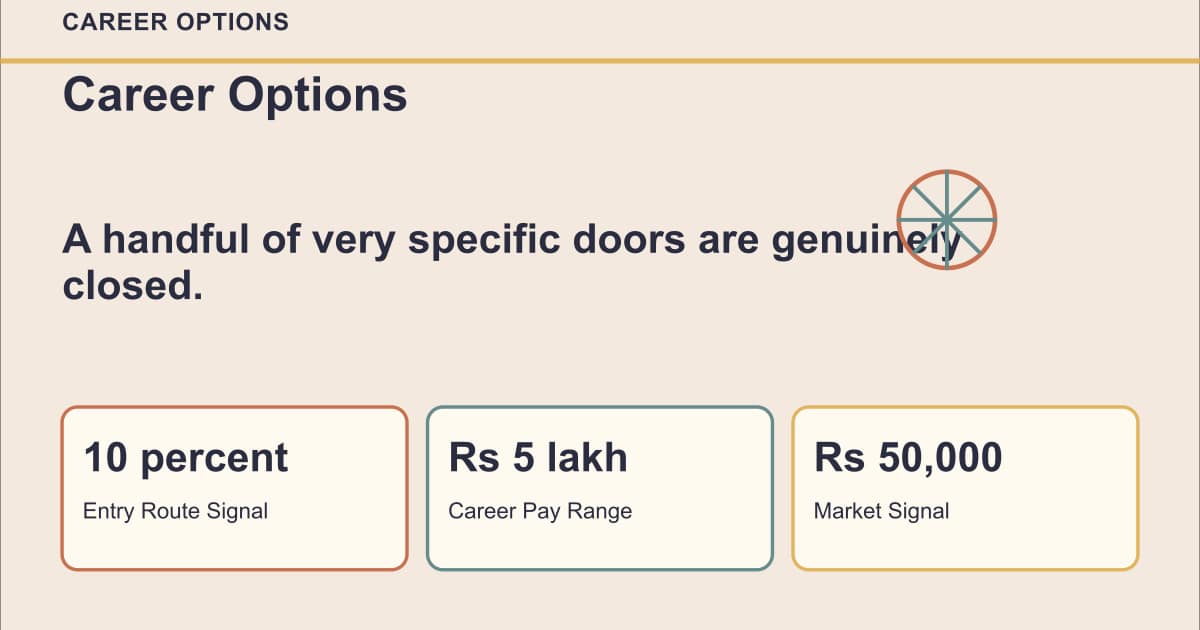 CAREER OPTIONS
Career Options
A handful of very specific doors are genuinely
closed.
10 percent
Entry Route Signal
Rs 5 lakh
Career Pay Range
Rs 50,000
Market Signal